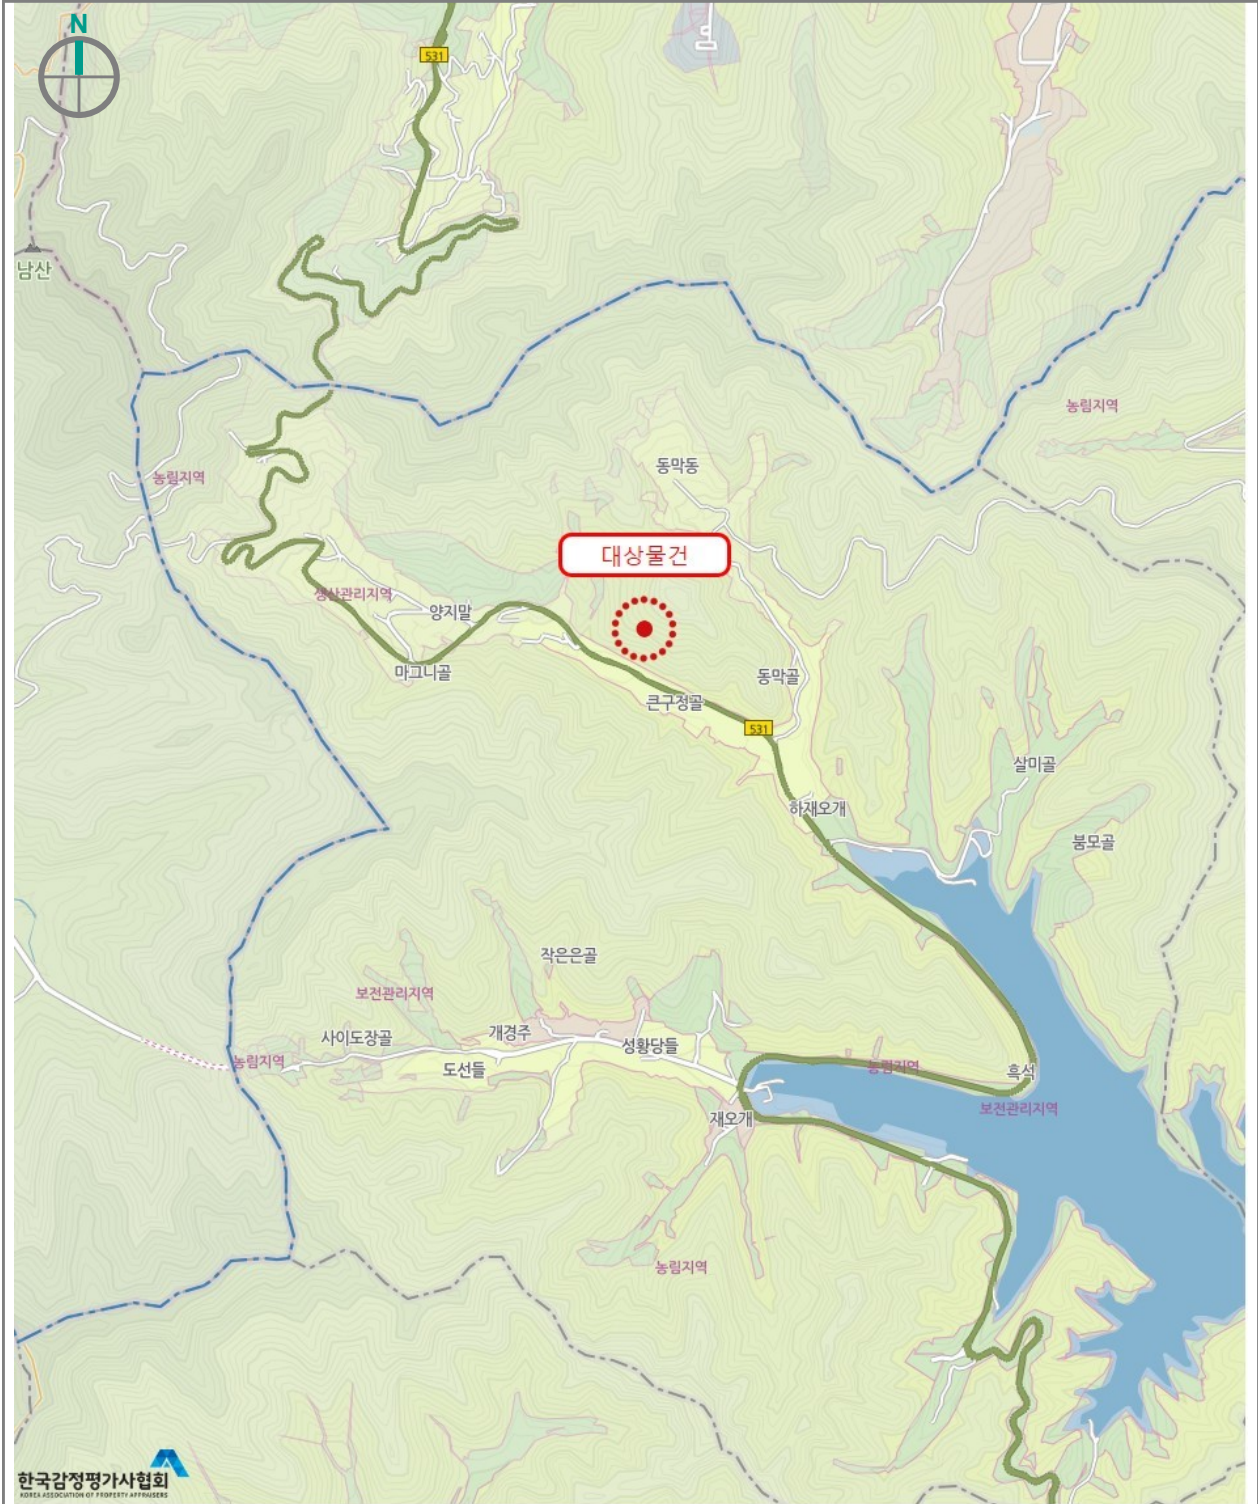 N
531
남산
농림지역
동막동
농림지역
대상물건
생산관리지역
양지말
마그니골
동막골
큰구정골
531
살미골
하재오개
붐모골
작은은골
보전관리지역
사이도장골
개경주
성황당들
농림지역
도선들
농림지역
흑석
보전관리지역
재오개
농림지역
한국감정평가사협회
KOREA ASSOCIATION OF PROPERTY APPRAISERS